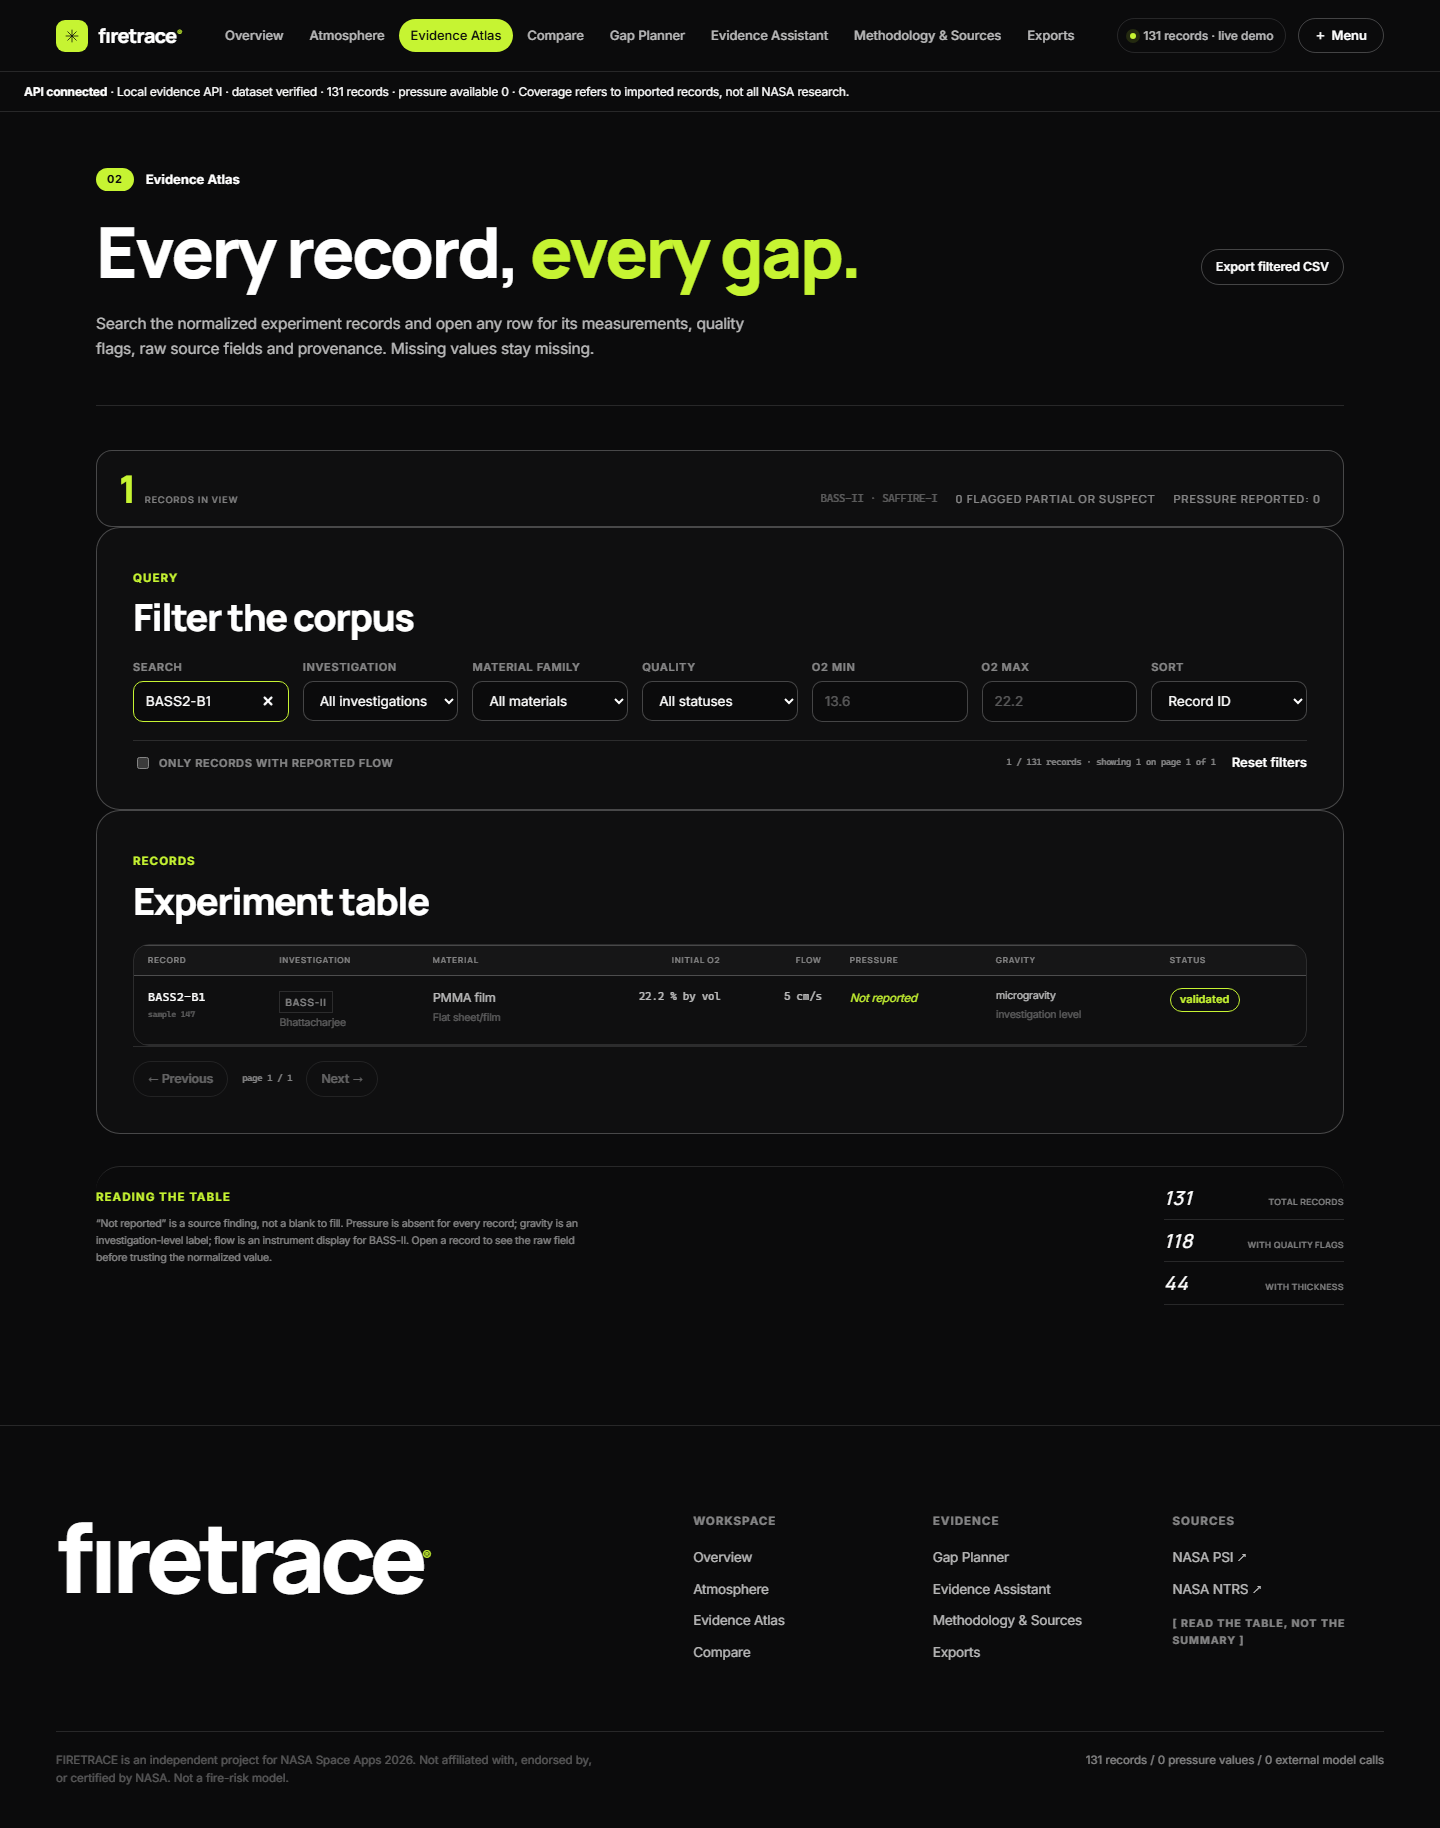 firetrace
Overview
Atmosphere
Evidence Atlas
Compare
Gap Planner
Evidence Assistant
Methodology & Sources
Exports
131 records · live demo
+ Menu
API connected · Local evidence API · dataset verified · 131 records · pressure available 0 · Coverage refers to imported records, not all NASA research.
02 Evidence Atlas
Every record, every gap.
Export filtered CSV
Search the normalized experiment records and open any row for its measurements, quality
flags, raw source fields and provenance. Missing values stay missing.
1 RECORDS IN VIEW
BASS-II · SAFFIRE-I 0 FLAGGED PARTIAL OR SUSPECT PRESSURE REPORTED: 0
QUERY
Filter the corpus
SEARCH INVESTIGATION MATERIAL FAMILY QUALITY O2 MIN O2 MAX SORT
BASS2-B1 × All investigations All materials All statuses 13.6 22.2 Record ID
ONLY RECORDS WITH REPORTED FLOW
1 / 131 records · showing 1 on page 1 of 1 Reset filters
RECORDS
Experiment table
RECORD INVESTIGATION MATERIAL INITIAL O2 FLOW PRESSURE GRAVITY STATUS
BASS2-B1 BASS-II PMMA film 22.2 % by vol 5 cm/s Not reported microgravity validated
sample 147 Bhattacharjee Flat sheet/film investigation level
← Previous page 1 / 1 Next →
READING THE TABLE
“Not reported” is a source finding, not a blank to fill. Pressure is absent for every record; gravity is an
investigation-level label; flow is an instrument display for BASS-II. Open a record to see the raw field
before trusting the normalized value.
131 TOTAL RECORDS
118 WITH QUALITY FLAGS
44 WITH THICKNESS
firetrace®
WORKSPACE
Overview
Atmosphere
Evidence Atlas
Compare
EVIDENCE
Gap Planner
Evidence Assistant
Methodology & Sources
Exports
SOURCES
NASA PSI ↗
NASA NTRS ↗
[ READ THE TABLE, NOT THE
SUMMARY ]
FIRETRACE is an independent project for NASA Space Apps 2026. Not affiliated with, endorsed by,
or certified by NASA. Not a fire-risk model.
131 records / 0 pressure values / 0 external model calls